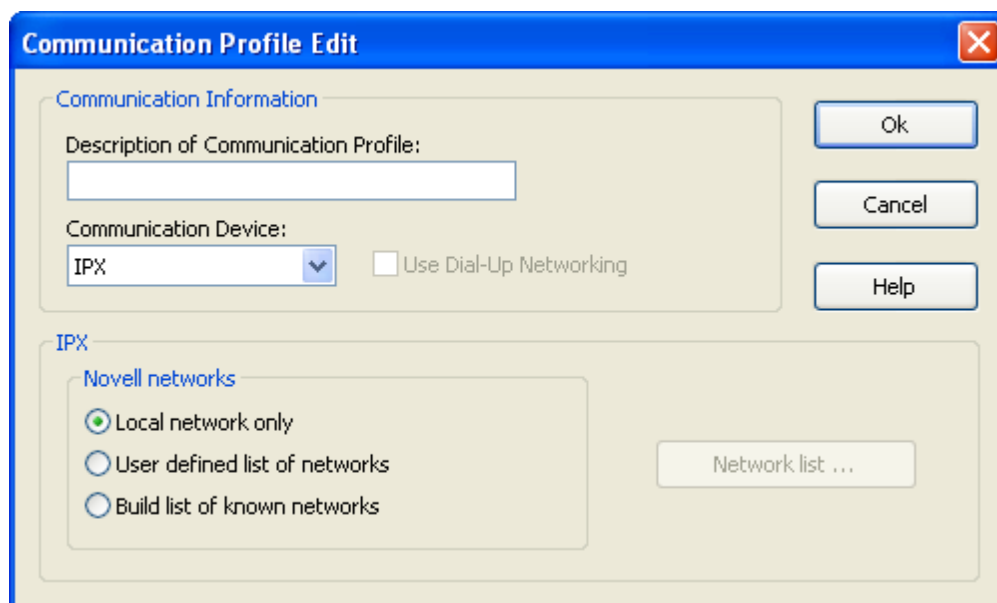 Communication Profile Edit
Communication Information
Description of Communication Profile:
Communication Device:
IPX
Use Dial-Up Networking
Ok
Cancel
Help
IPX
Novell networks
Local network only
User defined list of networks
Build list of known networks
Network list ...